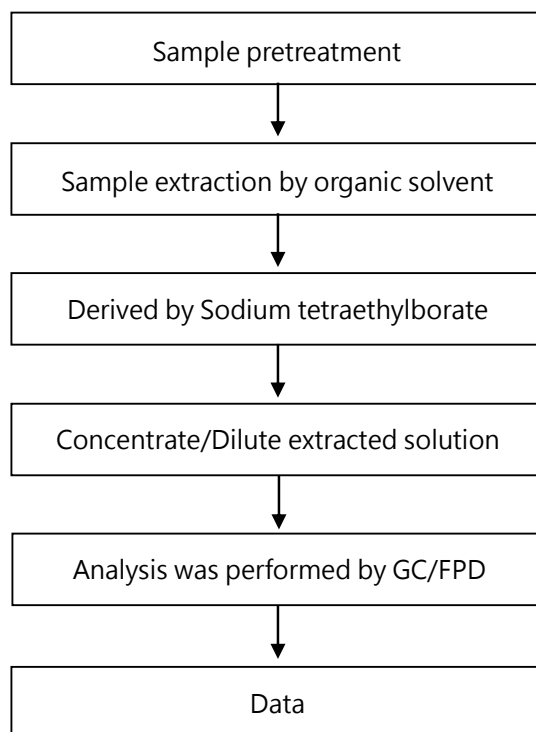 Sample pretreatment
Sample extraction by organic solvent
Derived by Sodium tetraethylborate
Concentrate/Dilute extracted solution
Analysis was performed by GC/FPD
Data